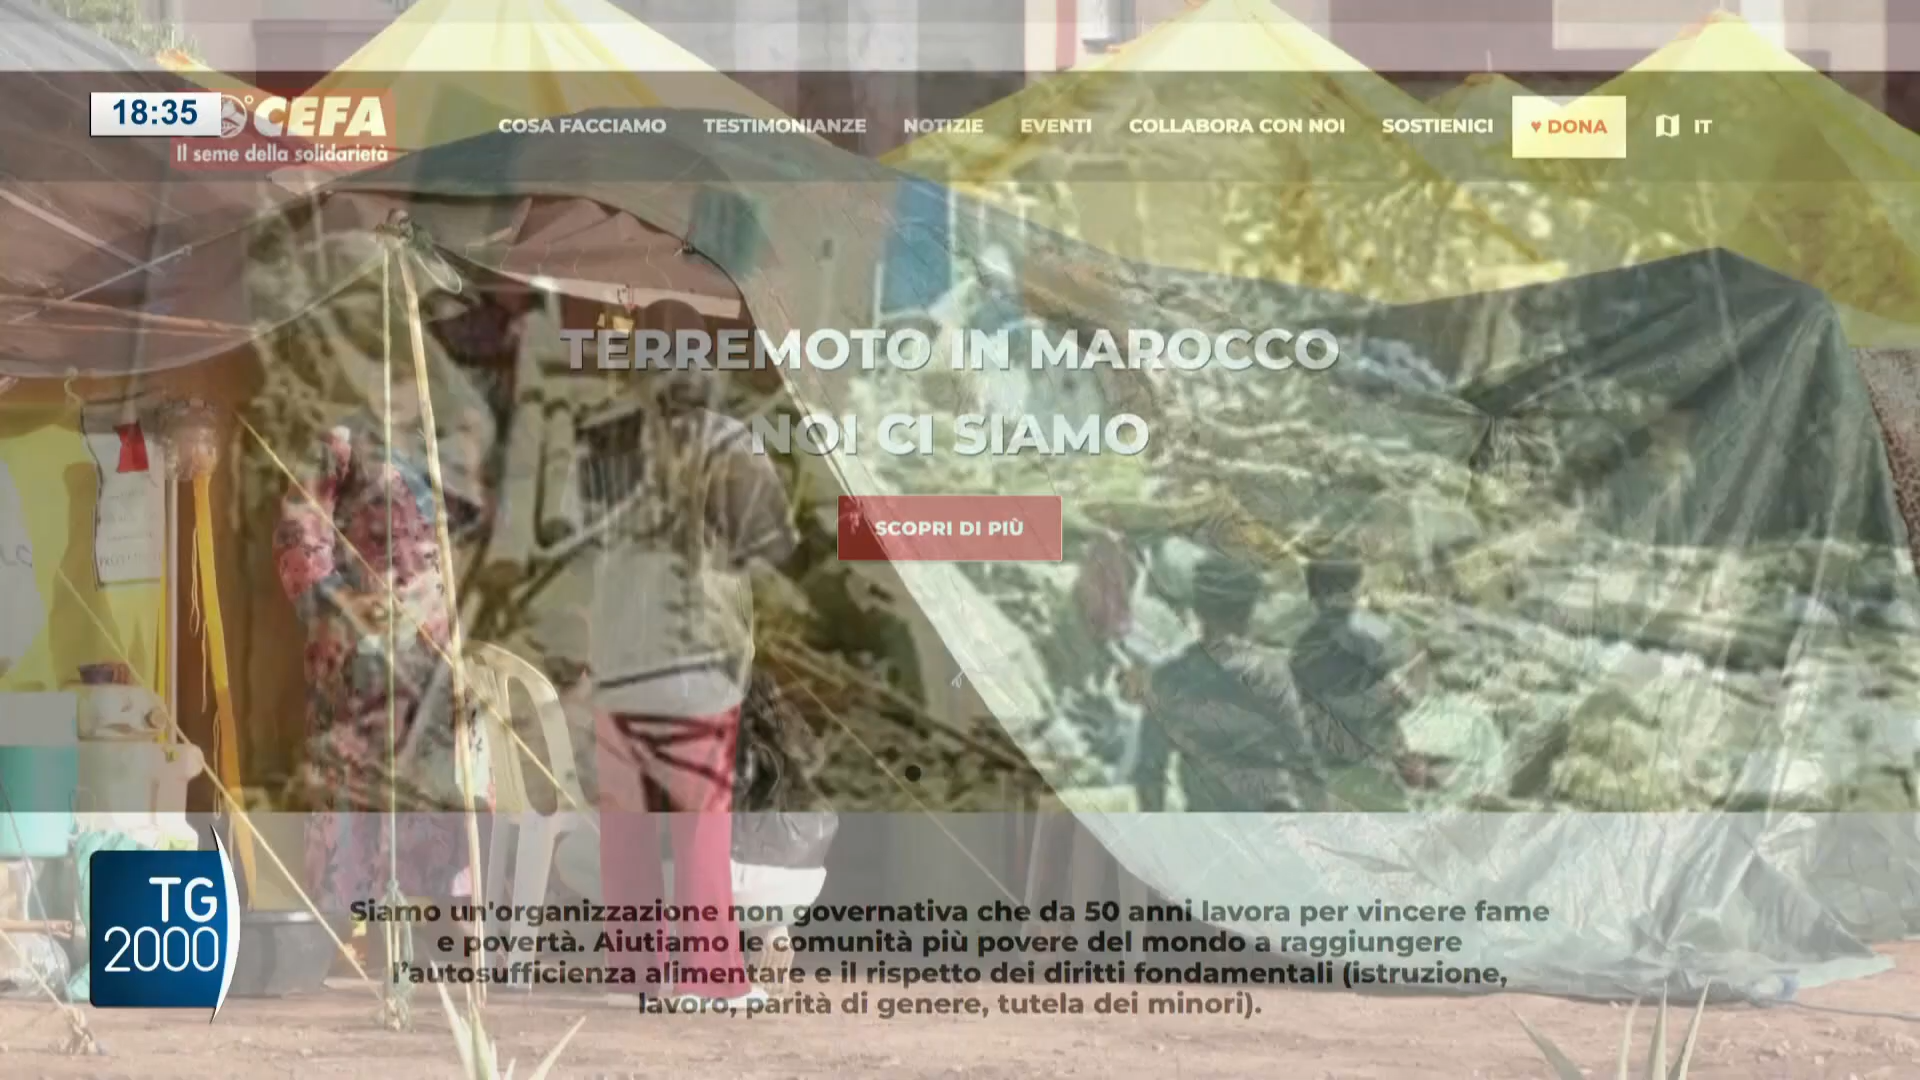 18:35
CEFA
Il seme della solidarietà
COSA FACCIAMO TESTIMONIANZE NOTIZIE EVENTI COLLABORA CON NOI SOSTIENICI ♥ DONA IT
TERREMOTO IN MAROCCO
NOI CI SIAMO
SCOPRI DI PIÙ
TG
2000
Siamo un'organizzazione non governativa che da 50 anni lavora per vincere fame
e povertà. Aiutiamo le comunità più povere del mondo a raggiungere
l'autosufficienza alimentare e il rispetto dei diritti fondamentali (istruzione,
lavoro, parità di genere, tutela dei minori).